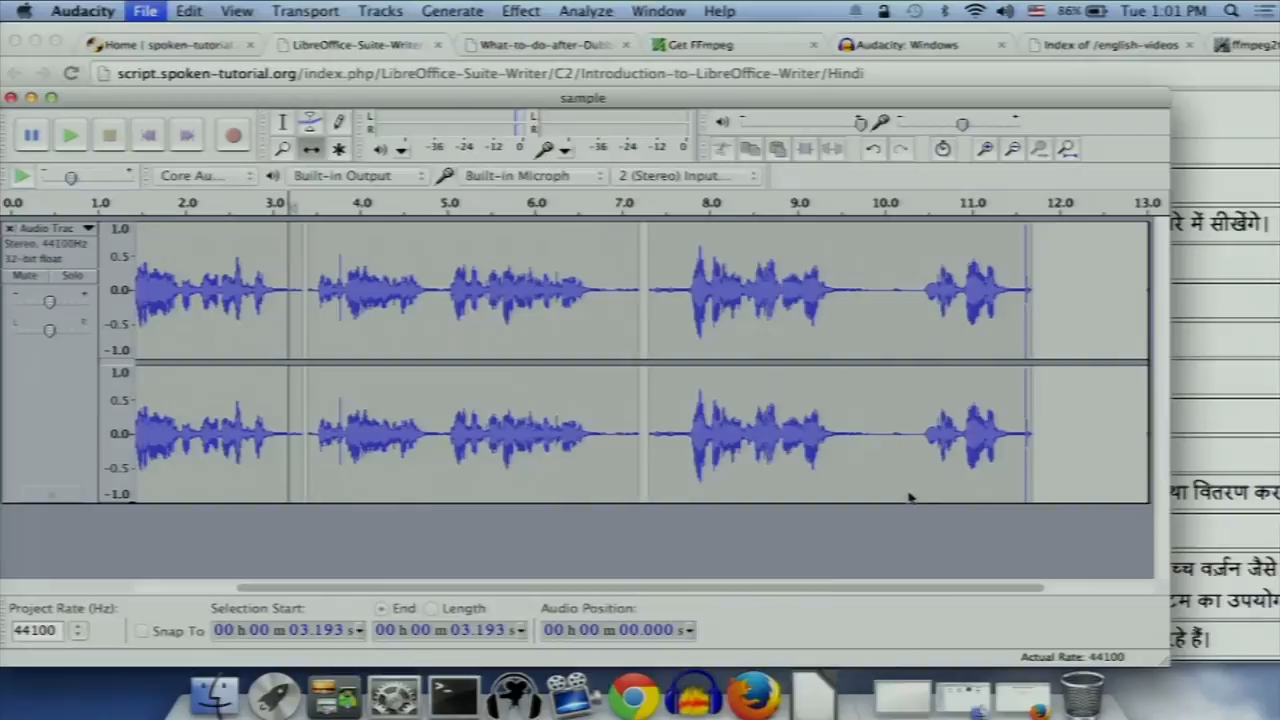 Audacity File Edit View Transport Tracks Generate Effect Analyze Window Help 86% Tue 1:01 PM
Home | spoken-tutorial. LibreOffice-Suite-Writer What-to-do-after-Dubb Get FFmpeg Audacity: Windows Index of /english-videos ffmpeg2
script.spoken-tutorial.org/index.php/LibreOffice-Suite-Writer/C2/Introduction-to-LibreOffice-Writer/Hindi
sample
L R -36 -24 -12 0 L R -36 -24 -12 0
Core Au... Built-in Output Built-in Microph 2 (Stereo) Input...
0.0 1.0 2.0 3.0 4.0 5.0 6.0 7.0 8.0 9.0 10.0 11.0 12.0 13.0
Audio Trac 1.0
Stereo, 44100Hz
32-bit float 0.5
Mute Solo
0.0
- +
L R -0.5
-1.0
1.0
0.5
0.0
-0.5
-1.0
रे में सीखेंगे।
था वितरण कर
च्च वर्ज़न जैसे
टम का उपयोग
रहे हैं।
Project Rate (Hz): Selection Start: End Length Audio Position:
44100 Snap To 00 h 00 m 03.193 s 00 h 00 m 03.193 s 00 h 00 m 00.000 s
Actual Rate: 44100